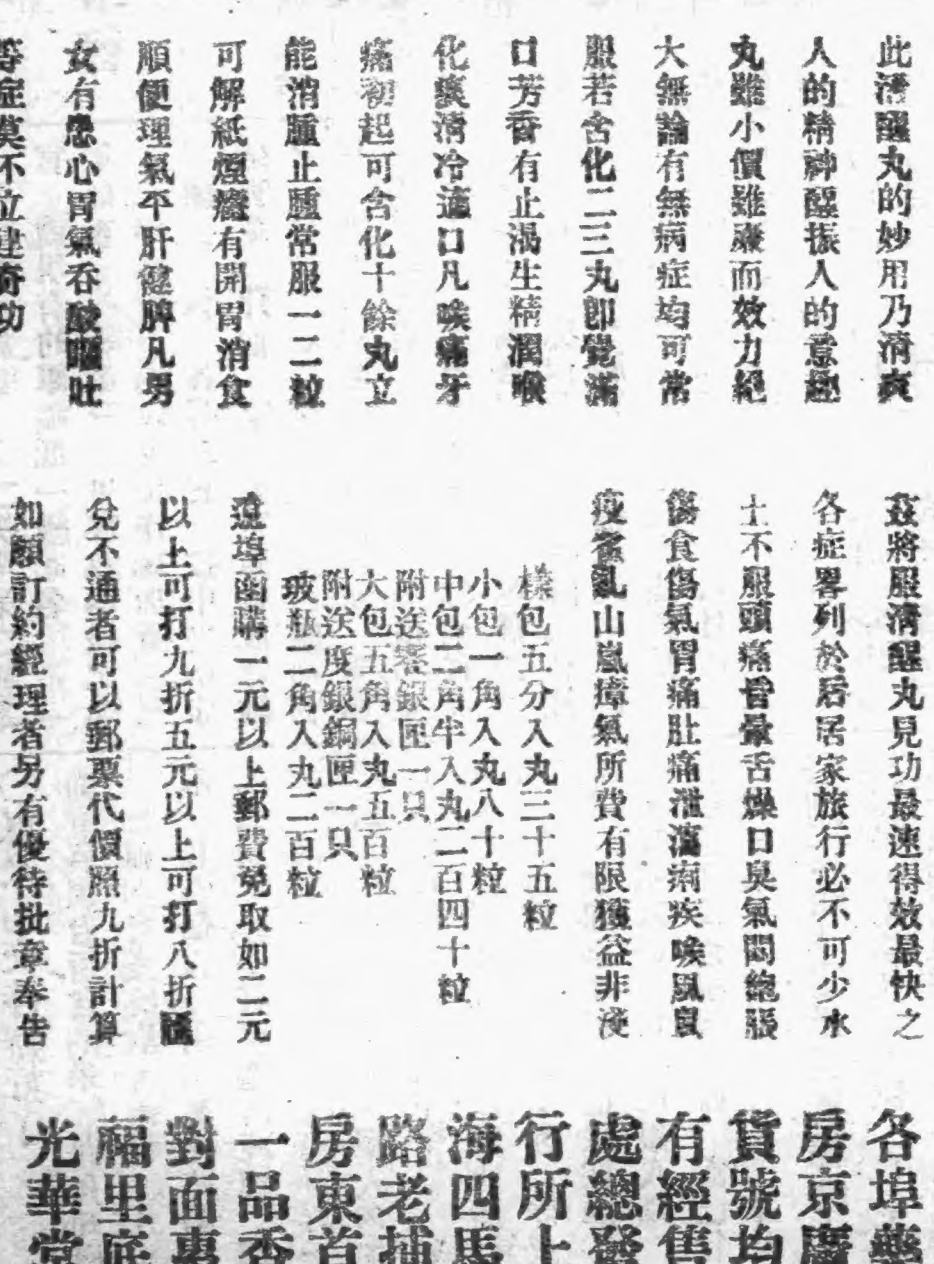 此清醒丸的妙用乃清爽
人的精神醒振人的意趣
丸雖小價雖廉而效力絕
大無論有無病症均可常
服若含化二三丸即覺滿
口芳香有止渴生精潤喉
化痰清冷適口凡喉痛牙
痛初起可含化十餘丸立
能消腫止腫常服一二粒
可解紙煙癮有開胃消食
順便理氣平肝健脾凡男
女有患心胃氣吞酸嘔吐
等症莫不立建奇功
茲將服清醒丸見功最速得效最快之
各症畧列於后居家旅行必不可少水
土不服頭痛昏暈舌燥口臭氣悶飽脹
傷食傷氣胃痛肚痛泄瀉痢疾喉風
疫霍亂山嵐瘴氣所費有限獲益非淺
樣包五分入丸三十五粒
小包一角入丸八十粒
中包二角半入丸二百四十粒
附送銀匣一只
大包五角入丸五百粒
附送度銀銅匣一只
玻瓶二角入丸二百粒
遠埠函購一元以上郵費免取如二元
以上可打九折五元以上可打八折匯
兌不通者可以郵票代價照九折計算
如願訂約經理者另有優待批章奉告
各埠藥
房京廣
貨號均
有經售
處總發
行所上
海四馬
路老捕
房東首
一品香
對面惠
福里底
光華堂